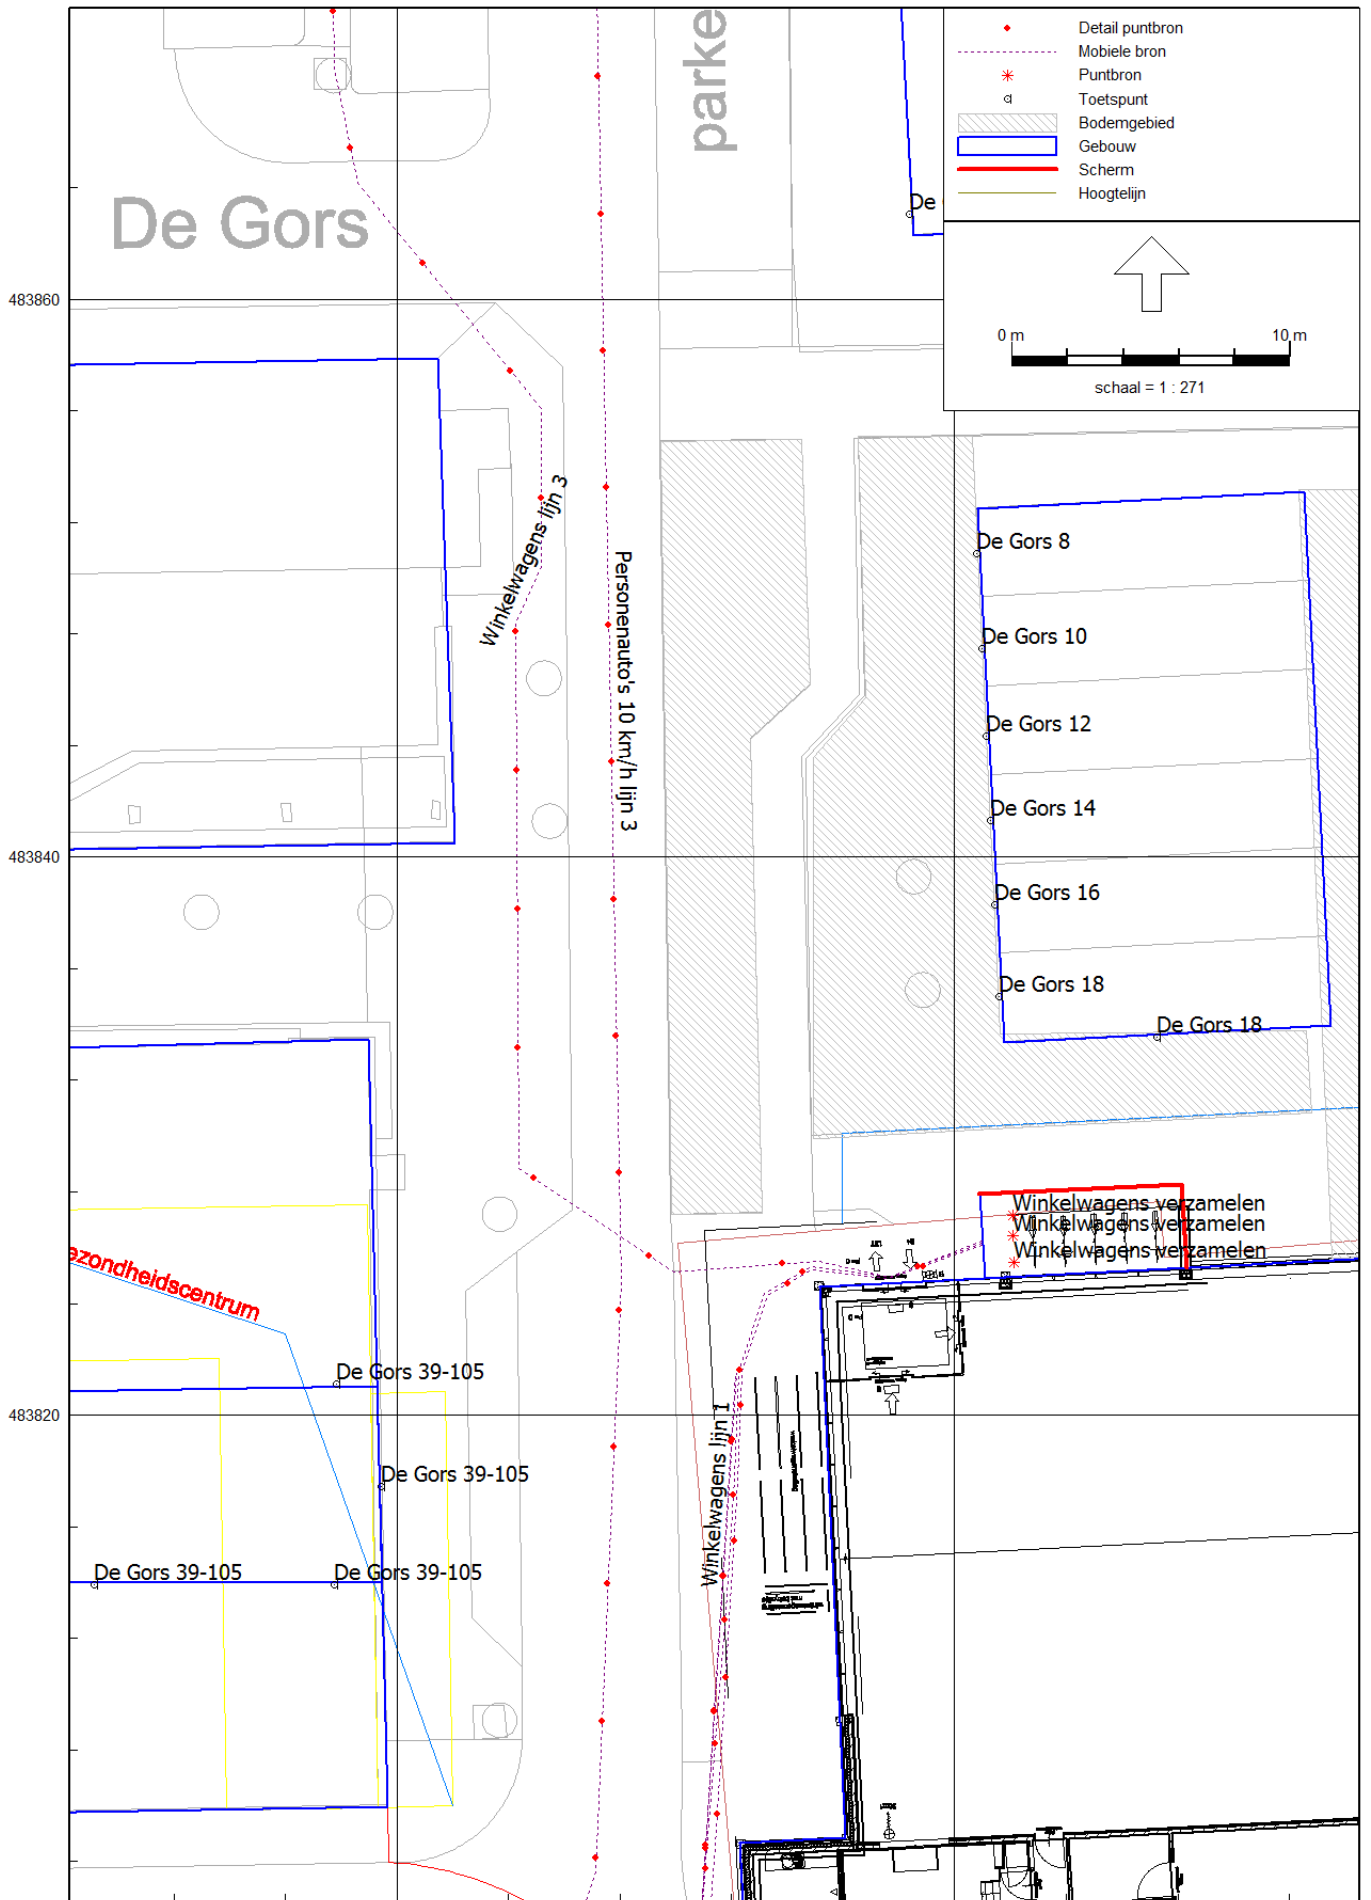 Detail puntbron
Mobiele bron
Puntbron
Toetspunt
Bodemgebied
Gebouw
Scherm
Hoogtelijn
0 m
10 m
schaal = 1 : 271
parke
De Gors
De
483860
Winkelwagens lijn 3
Personenauto's 10 km/h lijn 3
De Gors 8
De Gors 10
De Gors 12
De Gors 14
483840
De Gors 16
De Gors 18
De Gors 18
Winkelwagens verzamelen
Winkelwagens verzamelen
Winkelwagens verzamelen
ezondheidscentrum
De Gors 39-105
483820
Winkelwagens lijn 1
De Gors 39-105
De Gors 39-105
De Gors 39-105